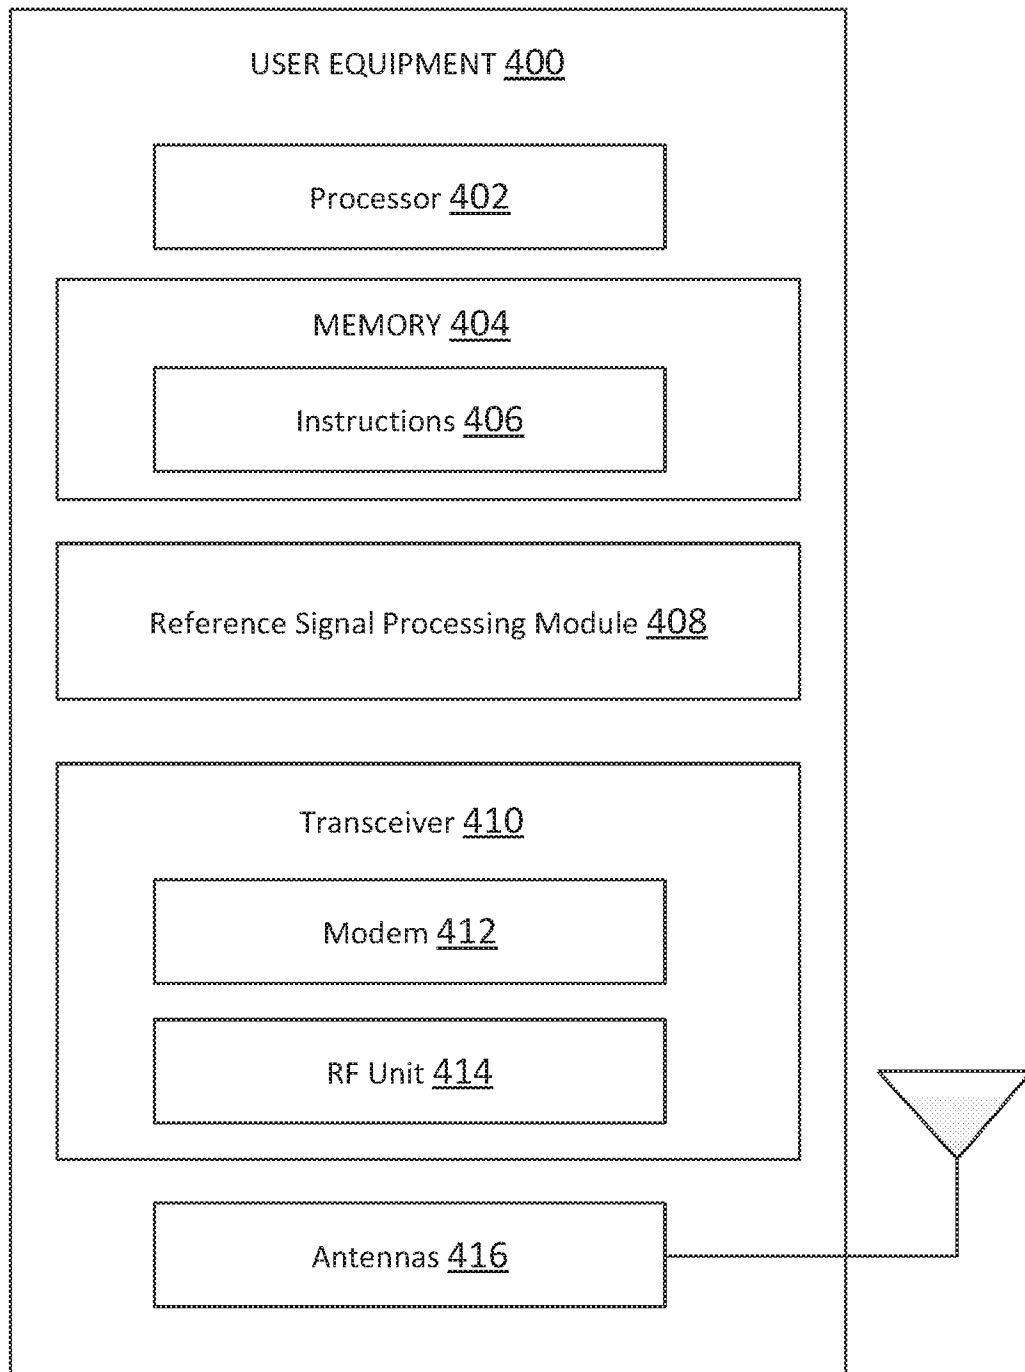 USER EQUIPMENT 400
Processor 402
MEMORY 404
Instructions 406
Reference Signal Processing Module 408
Transceiver 410
Modem 412
RF Unit 414
Antennas 416